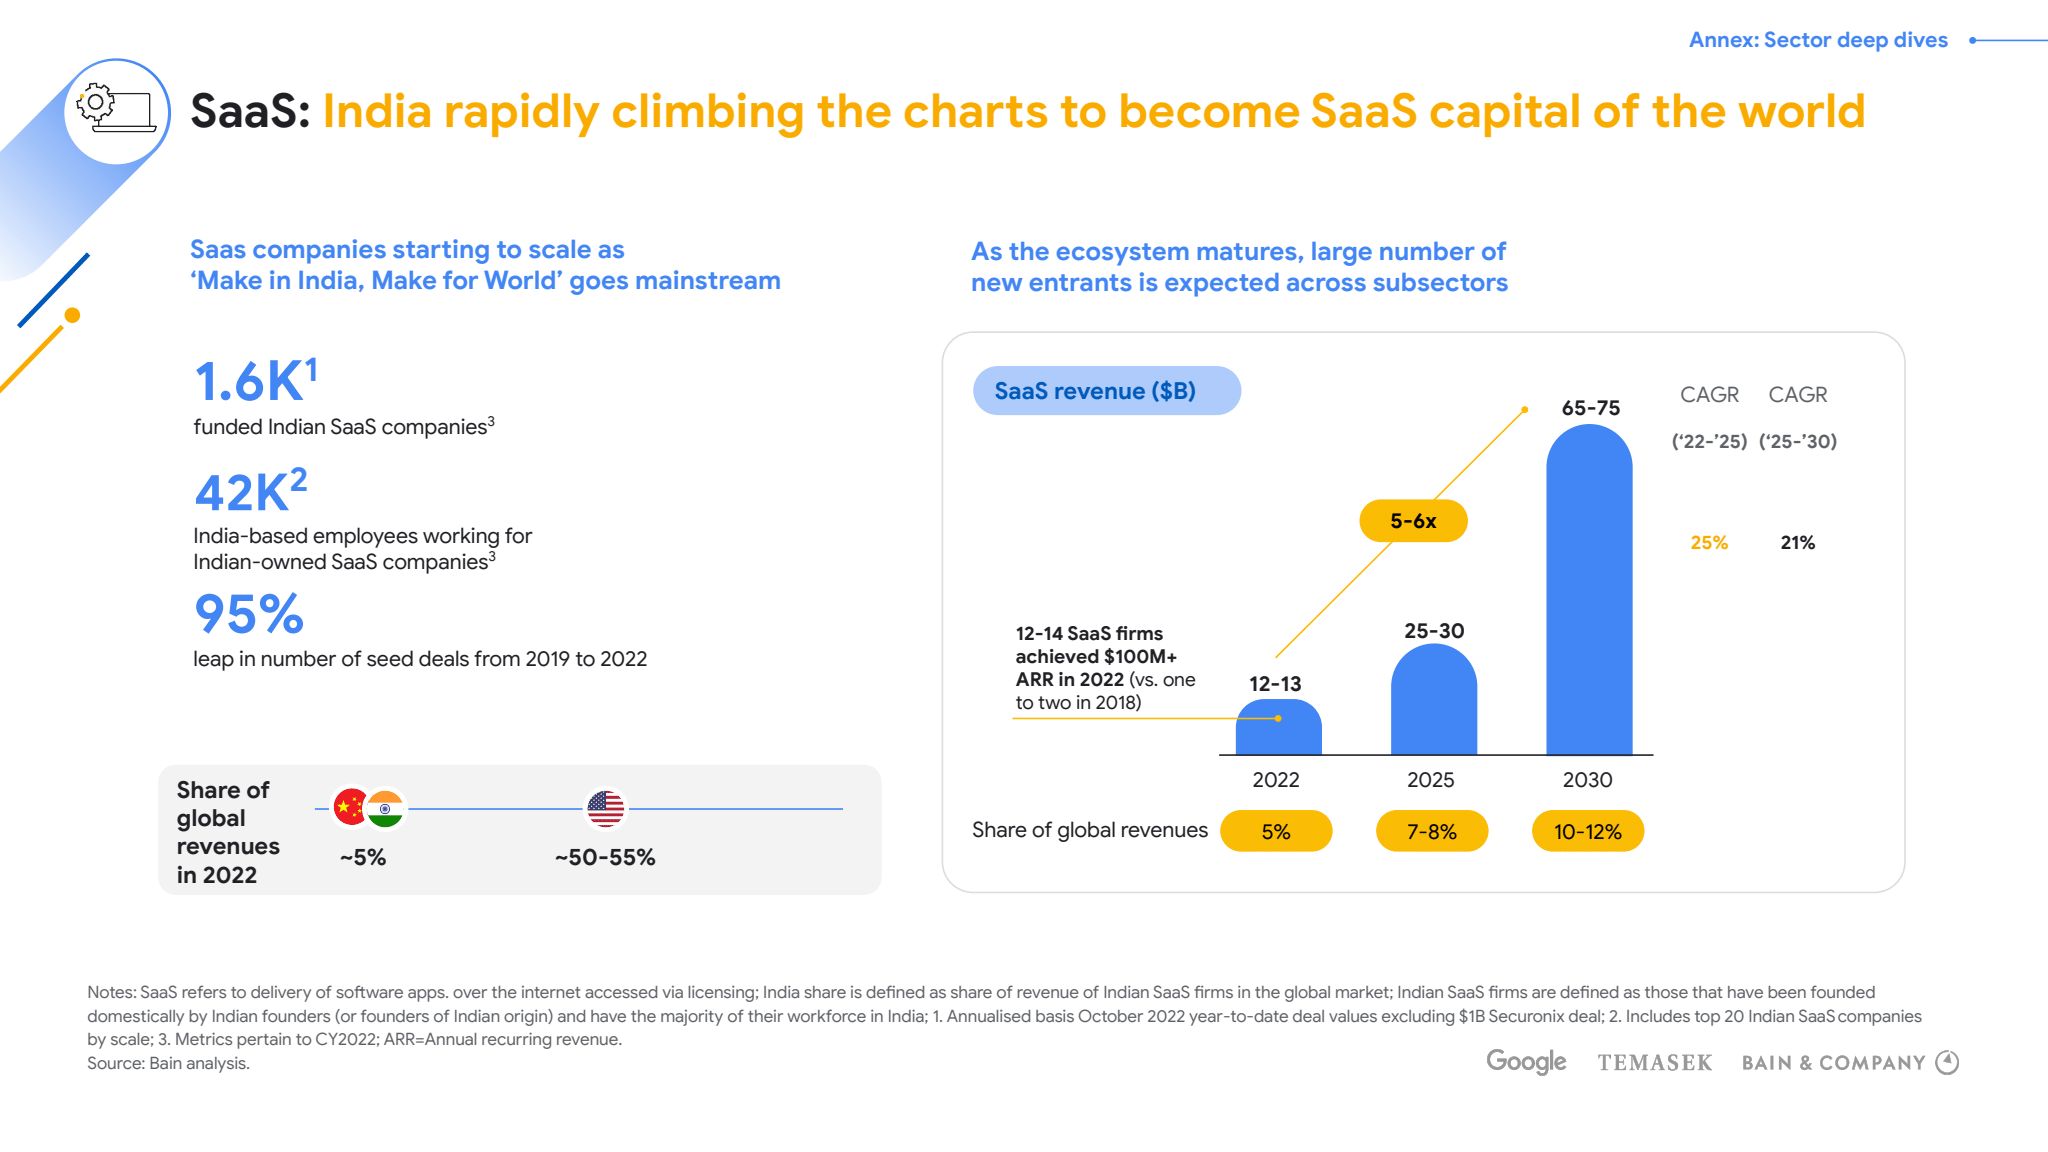 Annex: Sector deep dives
SaaS: India rapidly climbing the charts to become SaaS capital of the world
Saas companies starting to scale as
‘Make in India, Make for World’ goes mainstream
1.6K¹
funded Indian SaaS companies³
42K²
India-based employees working for
Indian-owned SaaS companies³
95%
leap in number of seed deals from 2019 to 2022
Share of
global
revenues
in 2022
~5%
~50-55%
As the ecosystem matures, large number of
new entrants is expected across subsectors
SaaS revenue ($B)
CAGR CAGR
(‘22-’25) (‘25-’30)
65-75
5-6x
25% 21%
25-30
12-14 SaaS firms
achieved $100M+
ARR in 2022 (vs. one
to two in 2018)
12-13
2022 2025 2030
Share of global revenues 5% 7-8% 10-12%
Notes: SaaS refers to delivery of software apps. over the internet accessed via licensing; India share is defined as share of revenue of Indian SaaS firms in the global market; Indian SaaS firms are defined as those that have been founded
domestically by Indian founders (or founders of Indian origin) and have the majority of their workforce in India; 1. Annualised basis October 2022 year-to-date deal values excluding $1B Securonix deal; 2. Includes top 20 Indian SaaS companies
by scale; 3. Metrics pertain to CY2022; ARR=Annual recurring revenue.
Source: Bain analysis.
Google TEMASEK BAIN & COMPANY